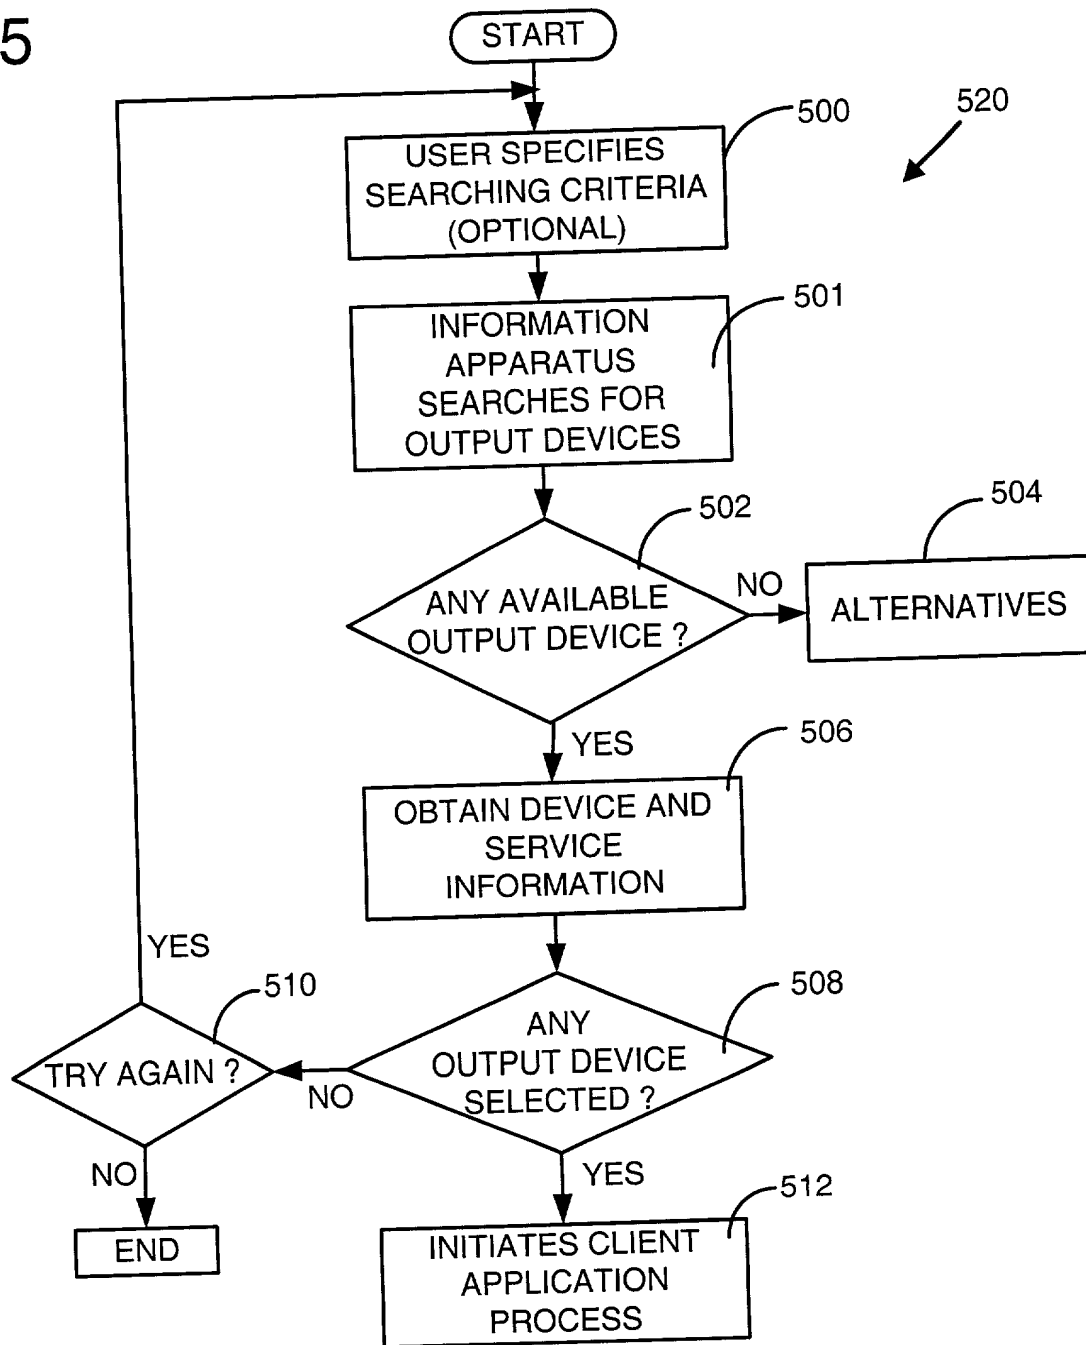 5
START
520
500
USER SPECIFIES
SEARCHING CRITERIA
(OPTIONAL)
501
INFORMATION
APPARATUS
SEARCHES FOR
OUTPUT DEVICES
502
504
ANY AVAILABLE
OUTPUT DEVICE ?
NO
ALTERNATIVES
YES
506
OBTAIN DEVICE AND
SERVICE
INFORMATION
YES
510
508
TRY AGAIN ?
NO
ANY
OUTPUT DEVICE
SELECTED ?
NO
YES
END
512
INITIATES CLIENT
APPLICATION
PROCESS